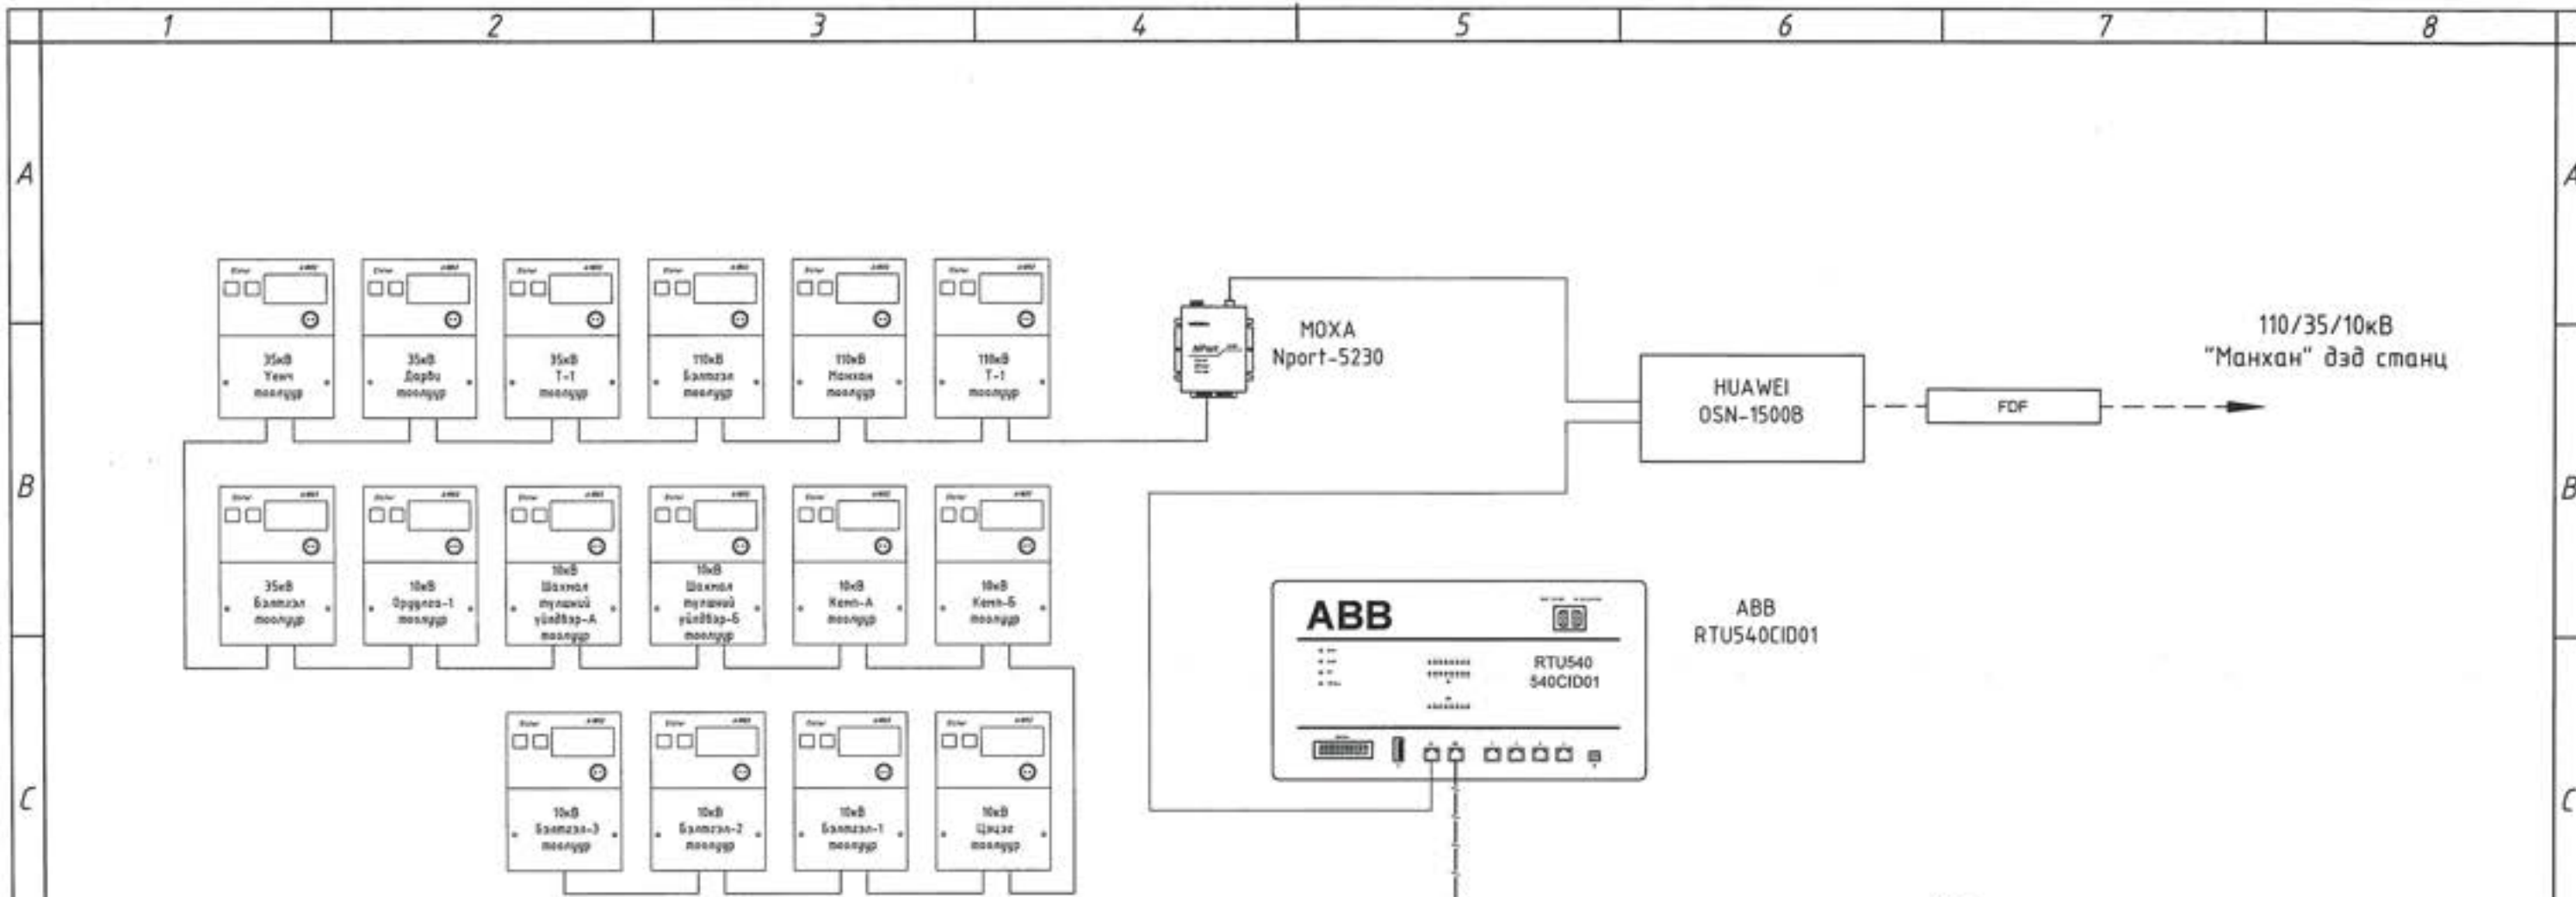 1 2 3 4 5 6 7 8
A
A
35кВ
Уенч
тоолуур
35кВ
Дарви
тоолуур
35кВ
Т-1
тоолуур
110кВ
Бэлтгэл
тоолуур
110кВ
Манхан
тоолуур
110кВ
Т-1
тоолуур
MOXA
Nport-5230
NPort
HUAWEI
OSN-1500B
FDF
110/35/10кВ
"Манхан" дэд станц
B
B
35кВ
Бэлтгэл
тоолуур
10кВ
Оруулга-1
тоолуур
10кВ
Шахмал
түлшний
үйлдвэр-А
тоолуур
10кВ
Шахмал
түлшний
үйлдвэр-Б
тоолуур
10кВ
Кемп-А
тоолуур
10кВ
Кемп-Б
тоолуур
ABB
RTU540
540CID01
ABB
RTU540CID01
C
C
10кВ
Бэлтгэл-3
тоолуур
10кВ
Бэлтгэл-2
тоолуур
10кВ
Бэлтгэл-1
тоолуур
10кВ
Цэцэг
тоолуур